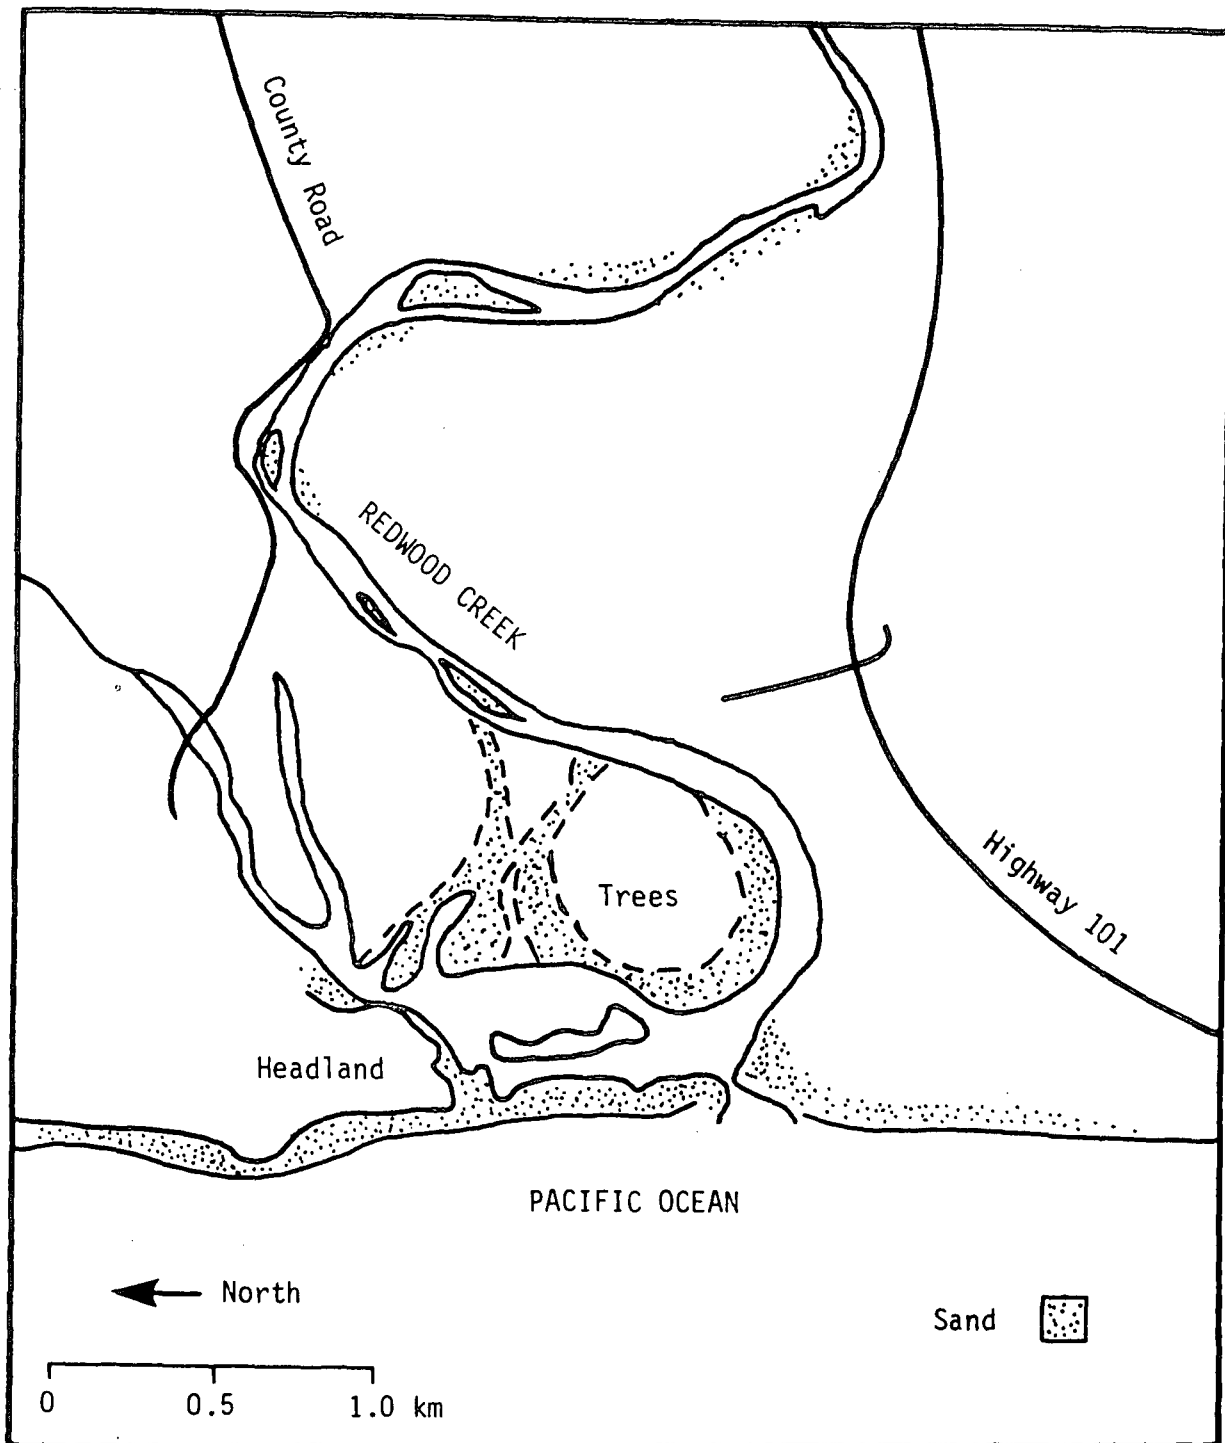 County Road
REDWOOD CREEK
Trees
Highway 101
Headland
PACIFIC OCEAN
North
Sand
0 0.5 1.0 km